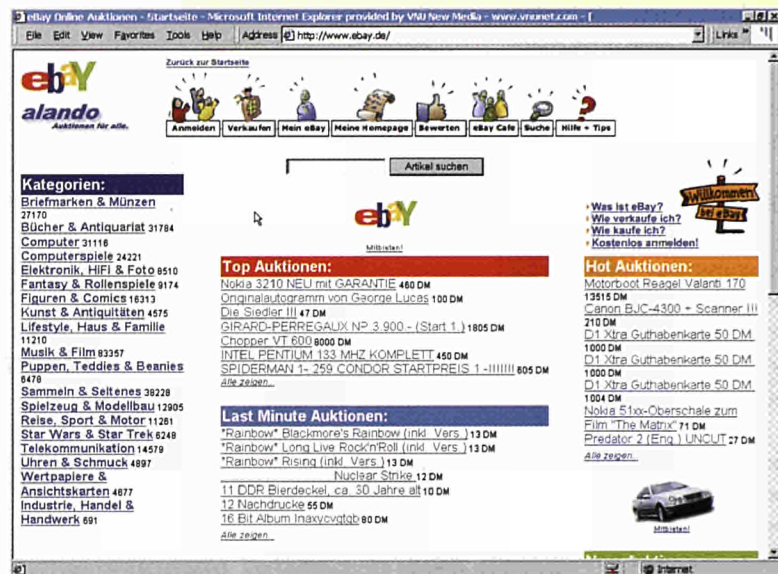 eBay Online Auktionen - Startseite - Microsoft Internet Explorer provided by VNU New Media - www.vnunet.com - [
File Edit View Favorites Tools Help Address http://www.ebay.de/ Links »
ebaY
alando
Auktionen für alle.
Zurück zur Startseite
Anmelden Verkaufen Mein eBay Meine Homepage Bewerten eBay Cafe Suche Hilfe + Tips
Artikel suchen
Kategorien:
Briefmarken & Münzen
27170
Bücher & Antiquariat 31784
Computer 31116
Computerspiele 24221
Elektronik, HiFi & Foto 8510
Fantasy & Rollenspiele 9174
Figuren & Comics 16313
Kunst & Antiquitäten 4575
Lifestyle, Haus & Familie
11210
Musik & Film 83357
Puppen, Teddies & Beanies
6478
Sammeln & Seltenes 38228
Spielzeug & Modellbau 12905
Reise, Sport & Motor 11261
Star Wars & Star Trek 6248
Telekommunikation 14579
Uhren & Schmuck 4897
Wertpapiere &
Ansichtskarten 4677
Industrie, Handel &
Handwerk 691
ebaY
Mitbieten!
Top Auktionen:
Nokia 3210 NEU mit GARANTIE 460 DM
Originalautogramm von George Lucas 100 DM
Die Siedler III 47 DM
GIRARD-PERREGAUX NP 3.900.- (Start 1.) 1805 DM
Chopper VT 600 8000 DM
INTEL PENTIUM 133 MHZ KOMPLETT 450 DM
SPIDERMAN 1- 259 CONDOR STARTPREIS 1.-!!!!!!! 605 DM
Alle zeigen...
Last Minute Auktionen:
*Rainbow* Blackmore's Rainbow (inkl. Vers.) 13 DM
*Rainbow* Long Live Rock'n'Roll (inkl. Vers.) 13 DM
*Rainbow* Rising (inkl. Vers.) 13 DM
Nuclear Strike 12 DM
11 DDR Bierdeckel, ca. 30 Jahre alt 10 DM
12 Nachdrucke 55 DM
16 Bit Album Inaxycvgtgb 80 DM
Alle zeigen...
Willkommen
bei eBay
Was ist eBay?
Wie verkaufe ich?
Wie kaufe ich?
Kostenlos anmelden!
Hot Auktionen:
Motorboot Reagel Valanti 170
13515 DM
Canon BJC-4300 + Scanner !!!
210 DM
D1 Xtra Guthabenkarte 50 DM
1000 DM
D1 Xtra Guthabenkarte 50 DM
1000 DM
D1 Xtra Guthabenkarte 50 DM
1004 DM
Nokia 51xx-Oberschale zum
Film "The Matrix" 71 DM
Predator 2 (Eng.) UNCUT 27 DM
Alle zeigen...
Mitbieten!
Internet